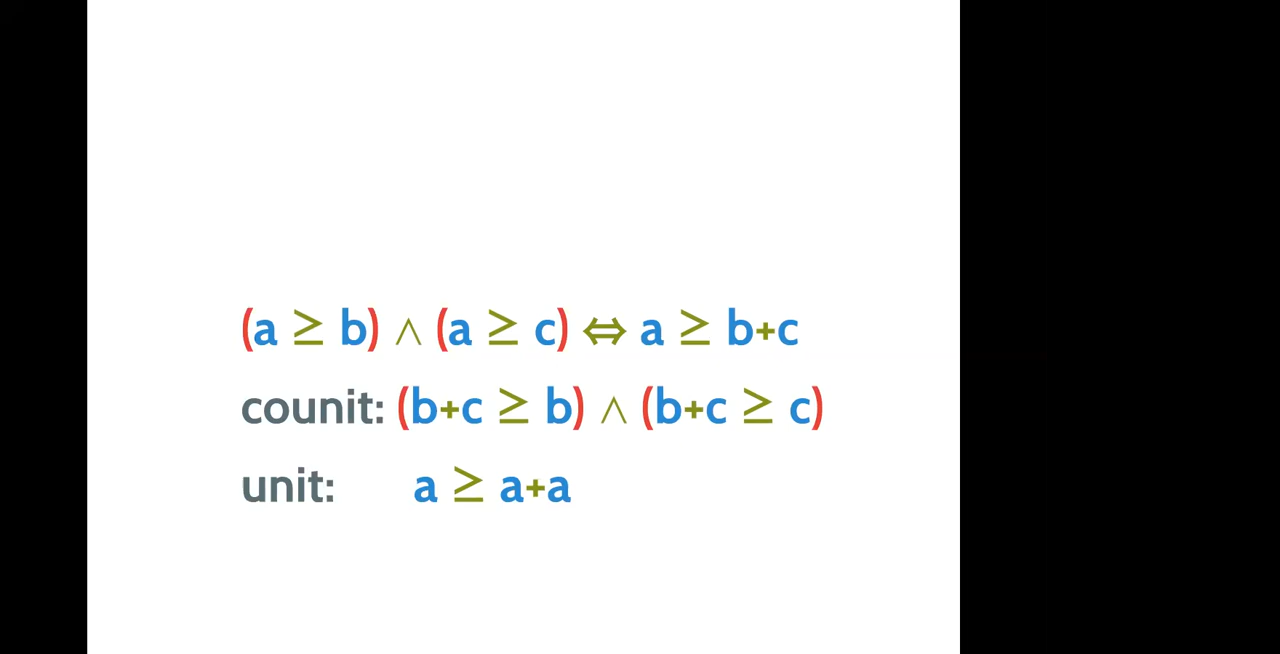 (a ≥ b) ∧ (a ≥ c) ⇔ a ≥ b+c
counit: (b+c ≥ b) ∧ (b+c ≥ c)
unit: a ≥ a+a